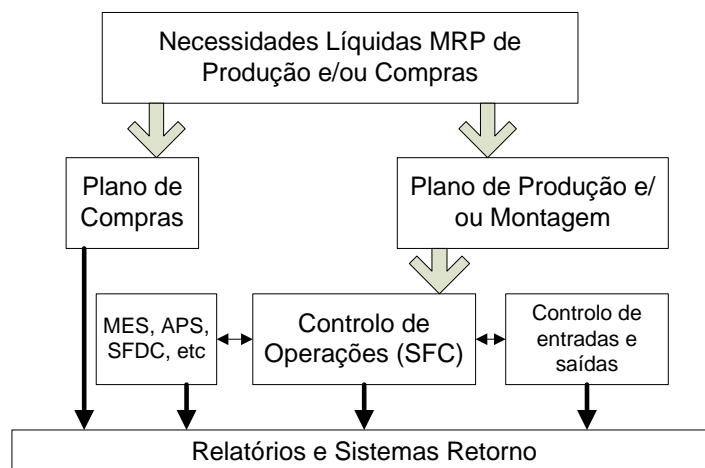 Necessidades Líquidas MRP de
Produção e/ou Compras
Plano de
Compras
Plano de Produção e/
ou Montagem
MES, APS,
SFDC, etc
Controlo de
Operações (SFC)
Controlo de
entradas e
saídas
Relatórios e Sistemas Retorno